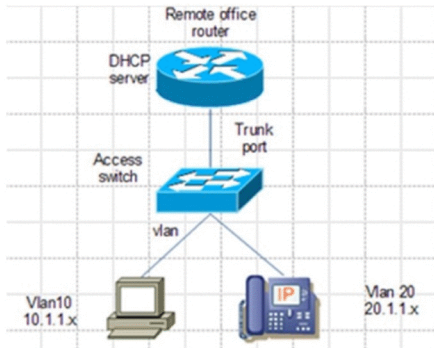 Remote office
router
DHCP
server
Trunk
port
Access
switch
vlan
IP
Vlan10
10.1.1.x
Vlan 20
20.1.1.x